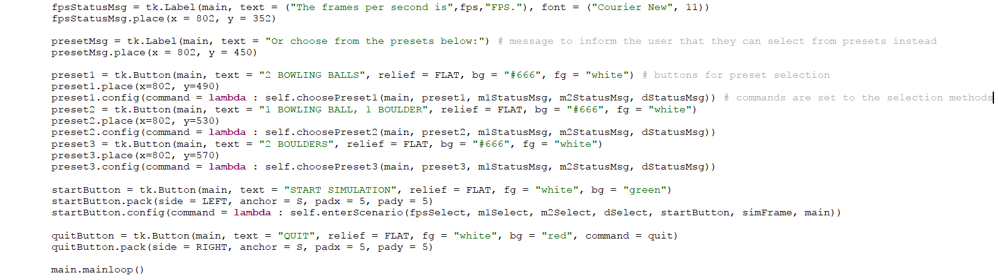 fpsStatusMsg = tk.Label(main, text = ("The frames per second is",fps,"FPS."), font = ("Courier New", 11))
fpsStatusMsg.place(x = 802, y = 352)
presetMsg = tk.Label(main, text = "Or choose from the presets below:") # message to inform the user that they can select from presets instead
presetMsg.place(x = 802, y = 450)
preset1 = tk.Button(main, text = "2 BOWLING BALLS", relief = FLAT, bg = "#666", fg = "white") # buttons for preset selection
preset1.place(x=802, y=490)
preset1.config(command = lambda : self.choosePreset1(main, preset1, m1StatusMsg, m2StatusMsg, dStatusMsg)) # commands are set to the selection methods
preset2 = tk.Button(main, text = "1 BOWLING BALL, 1 BOULDER", relief = FLAT, bg = "#666", fg = "white")
preset2.place(x=802, y=530)
preset2.config(command = lambda : self.choosePreset2(main, preset2, m1StatusMsg, m2StatusMsg, dStatusMsg))
preset3 = tk.Button(main, text = "2 BOULDERS", relief = FLAT, bg = "#666", fg = "white")
preset3.place(x=802, y=570)
preset3.config(command = lambda : self.choosePreset3(main, preset3, m1StatusMsg, m2StatusMsg, dStatusMsg))
startButton = tk.Button(main, text = "START SIMULATION", relief = FLAT, fg = "white", bg = "green")
startButton.pack(side = LEFT, anchor = S, padx = 5, pady = 5)
startButton.config(command = lambda : self.enterScenario(fpsSelect, m1Select, m2Select, dSelect, startButton, simFrame, main))
quitButton = tk.Button(main, text = "QUIT", relief = FLAT, fg = "white", bg = "red", command = quit)
quitButton.pack(side = RIGHT, anchor = S, padx = 5, pady = 5)
main.mainloop()